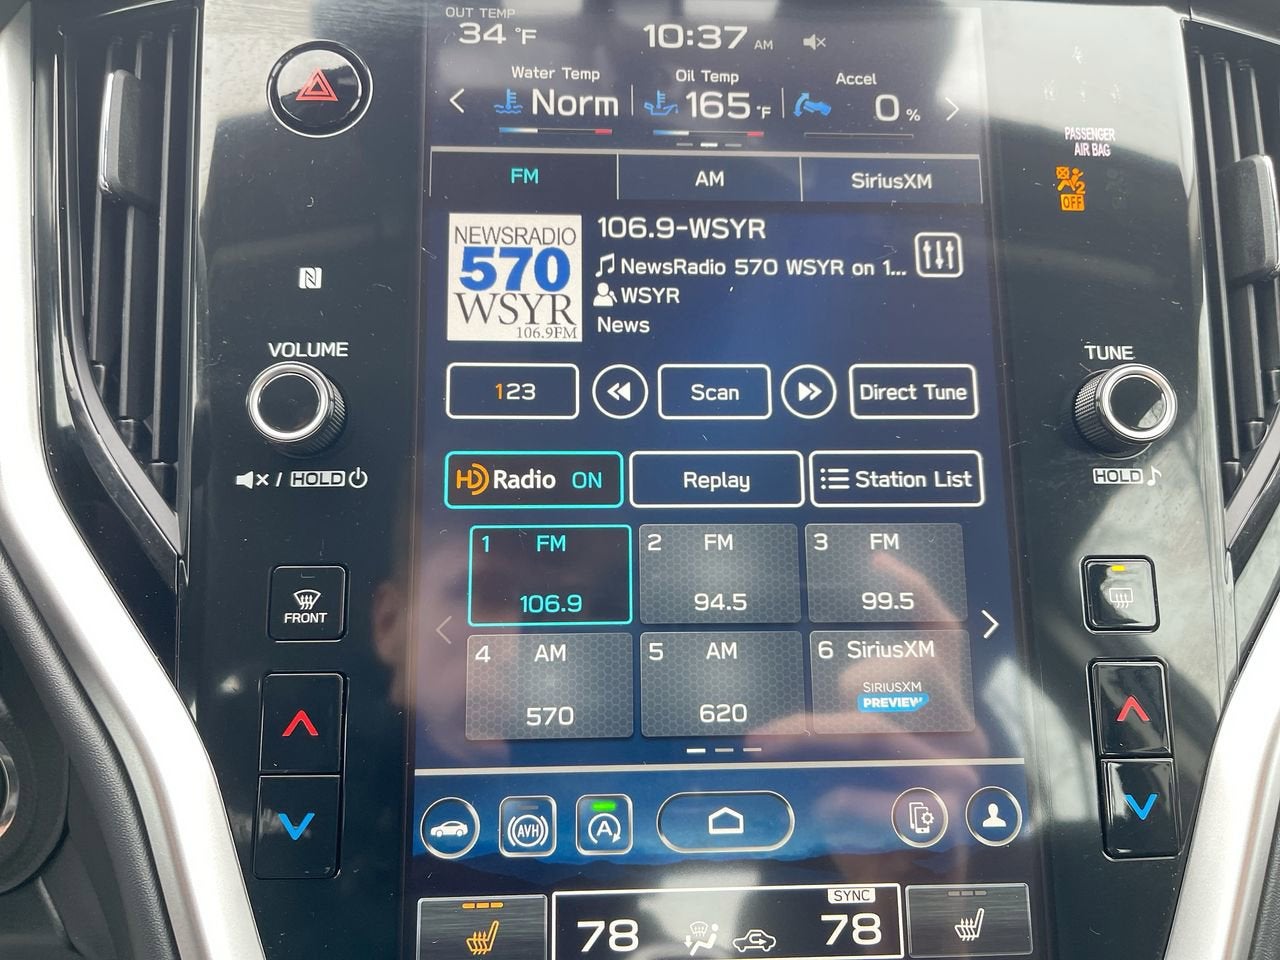 OUT TEMP
34 °F
10:37 AM
Water Temp
Norm
Oil Temp
165 °F
Accel
0 %
PASSENGER
AIR BAG
2
OFF
FM
AM
SiriusXM
NEWSRADIO
570
WSYR
106.9FM
106.9-WSYR
NewsRadio 570 WSYR on 1...
WSYR
News
VOLUME
TUNE
123
Scan
Direct Tune
/ HOLD
HOLD
HD Radio ON
Replay
Station List
1 FM
106.9
2 FM
94.5
3 FM
99.5
FRONT
4 AM
570
5 AM
620
6 SiriusXM
SIRIUSXM
PREVIEW
AVH
A
78
SYNC
78